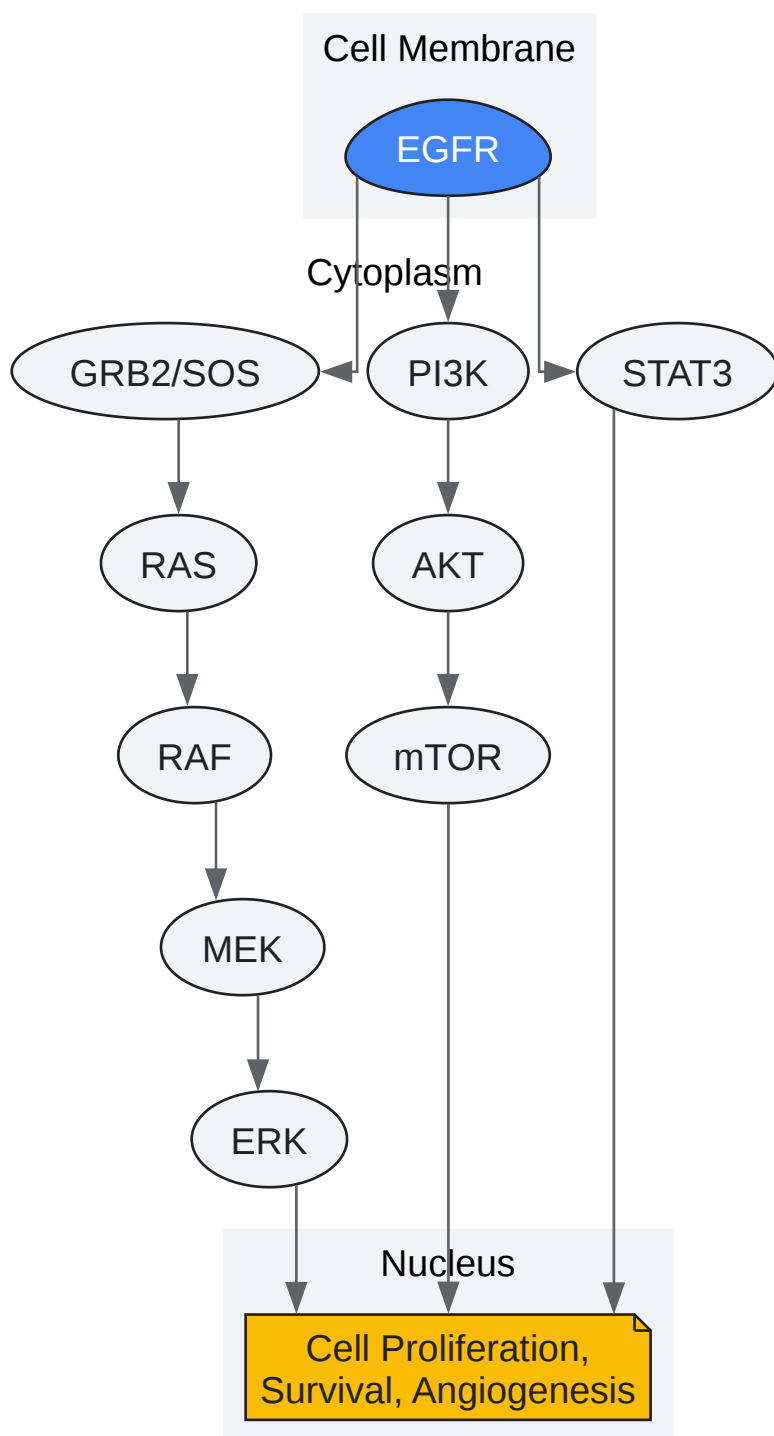 Cell Membrane
EGFR
Cytoplasm
GRB2/SOS
PI3K
STAT3
RAS
AKT
RAF
mTOR
MEK
ERK
Nucleus
Cell Proliferation,
Survival, Angiogenesis